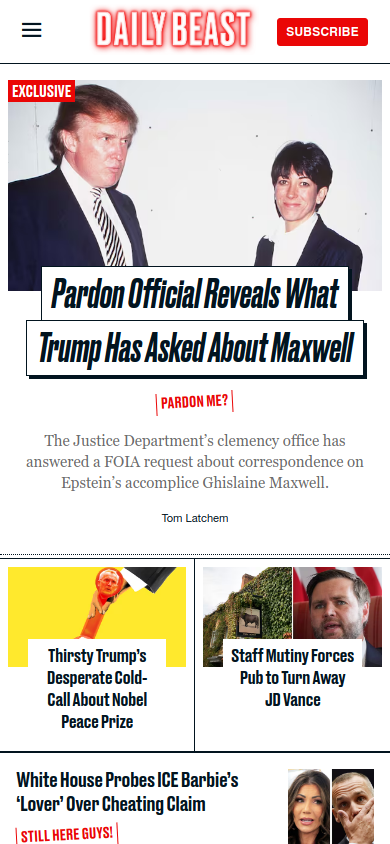 DAILY BEAST
SUBSCRIBE
EXCLUSIVE
Pardon Official Reveals What
Trump Has Asked About Maxwell
PARDON ME?
The Justice Department’s clemency office has
answered a FOIA request about correspondence on
Epstein’s accomplice Ghislaine Maxwell.
Tom Latchem
Thirsty Trump’s
Desperate Cold-
Call About Nobel
Peace Prize
Staff Mutiny Forces
Pub to Turn Away
JD Vance
White House Probes ICE Barbie’s
‘Lover’ Over Cheating Claim
STILL HERE GUYS!